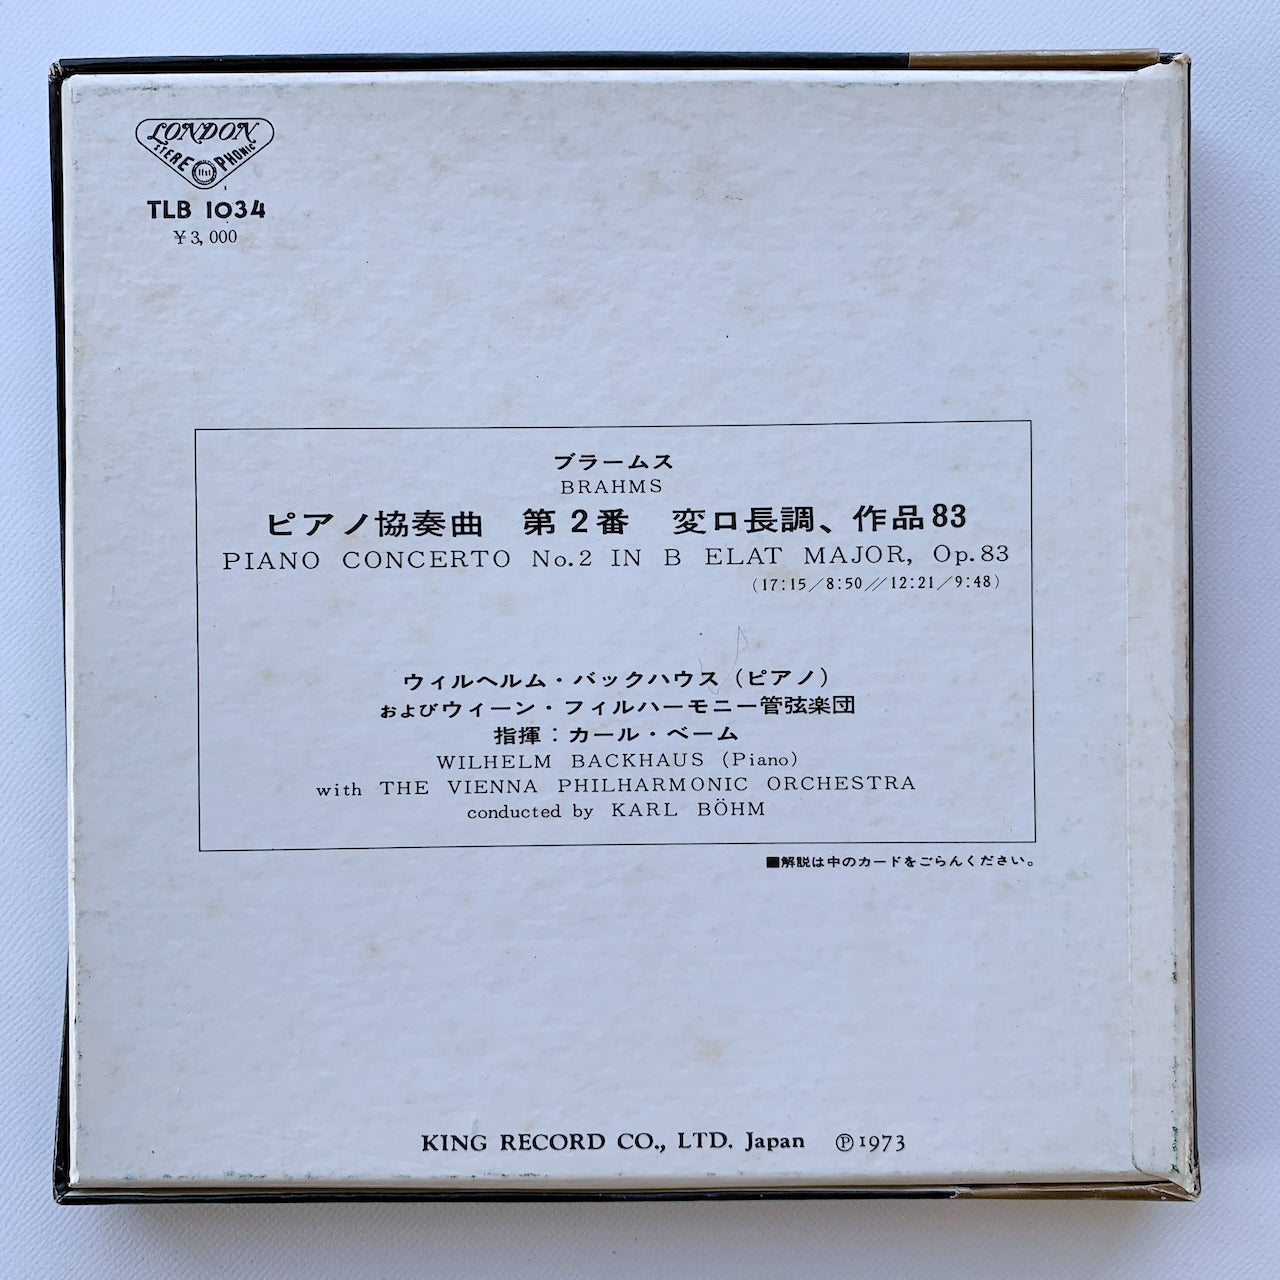 LONDON
STEREOPHONIC
TLB 1034
¥3,000
ブラームス
BRAHMS
ピアノ協奏曲 第2番 変ロ長調、作品83
PIANO CONCERTO No.2 IN B ELAT MAJOR, Op.83
(17:15/8:50//12:21/9:48)
ウィルヘルム・バックハウス(ピアノ)
およびウィーン・フィルハーモニー管弦楽団
指揮:カール・ベーム
WILHELM BACKHAUS (Piano)
with THE VIENNA PHILHARMONIC ORCHESTRA
conducted by KARL BÖHM
■解説は中のカードをごらんください。
KING RECORD CO., LTD. Japan ℗1973